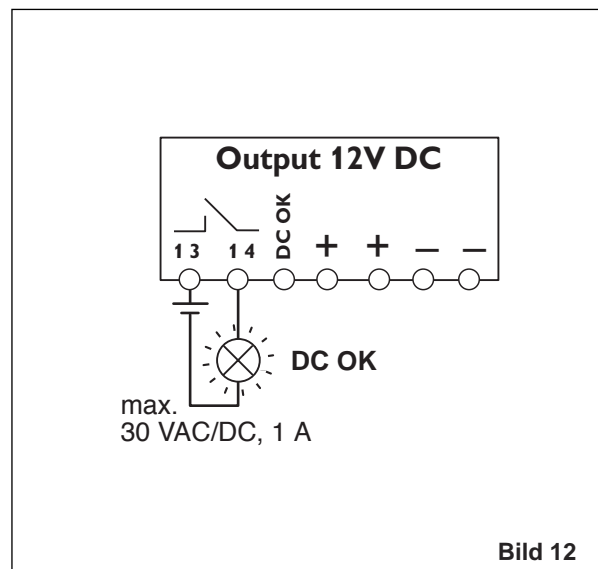 Output 12V DC
13 14 DC OK + + – –
DC OK
max.
30 VAC/DC, 1 A
Bild 12